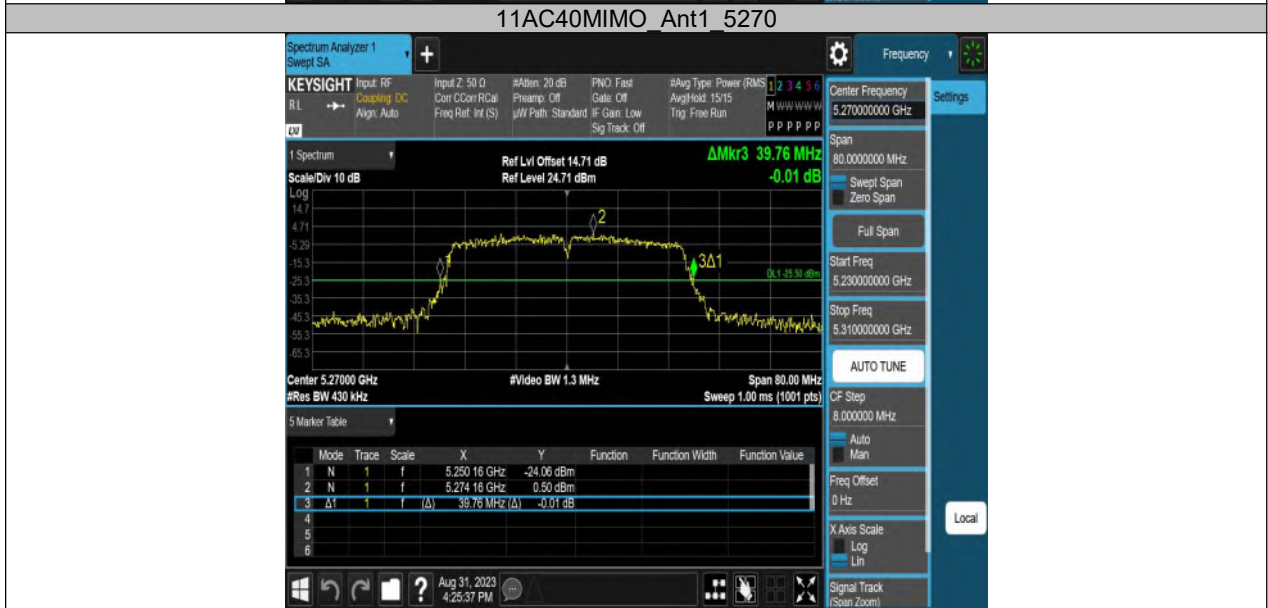 11AC40MIMO_Ant1_5270
Spectrum Analyzer 1
Swept SA
+
Frequency
KEYSIGHT
RL
LXI
Input: RF
Coupling: DC
Align: Auto
Input Z: 50 Ω
Corr CCorr RCal
Freq Ref: Int (S)
#Atten: 20 dB
Preamp: Off
µW Path: Standard
PNO: Fast
Gate: Off
IF Gain: Low
Sig Track: Off
#Avg Type: Power (RMS
Avg|Hold: 15/15
Trig: Free Run
1 2 3 4 5 6
M W W W W W
P P P P P P
1 Spectrum
Scale/Div 10 dB
Ref Lvl Offset 14.71 dB
Ref Level 24.71 dBm
ΔMkr3 39.76 MHz
-0.01 dB
Log
14.7
4.71
-5.29
-15.3
-25.3
-35.3
-45.3
-55.3
-65.3
2
3Δ1
DL1 -25.50 dBm
Center 5.27000 GHz
#Video BW 1.3 MHz
Span 80.00 MHz
#Res BW 430 kHz
Sweep 1.00 ms (1001 pts)
5 Marker Table
Mode Trace Scale X Y Function Function Width Function Value
1 N 1 f 5.250 16 GHz -24.06 dBm
2 N 1 f 5.274 16 GHz 0.50 dBm
3 Δ1 1 f (Δ) 39.76 MHz (Δ) -0.01 dB
4
5
6
Aug 31, 2023
4:25:37 PM
Center Frequency
5.270000000 GHz
Settings
Span
80.0000000 MHz
Swept Span
Zero Span
Full Span
Start Freq
5.230000000 GHz
Stop Freq
5.310000000 GHz
AUTO TUNE
CF Step
8.000000 MHz
Auto
Man
Freq Offset
0 Hz
X Axis Scale
Log
Lin
Local
Signal Track
(Span Zoom)